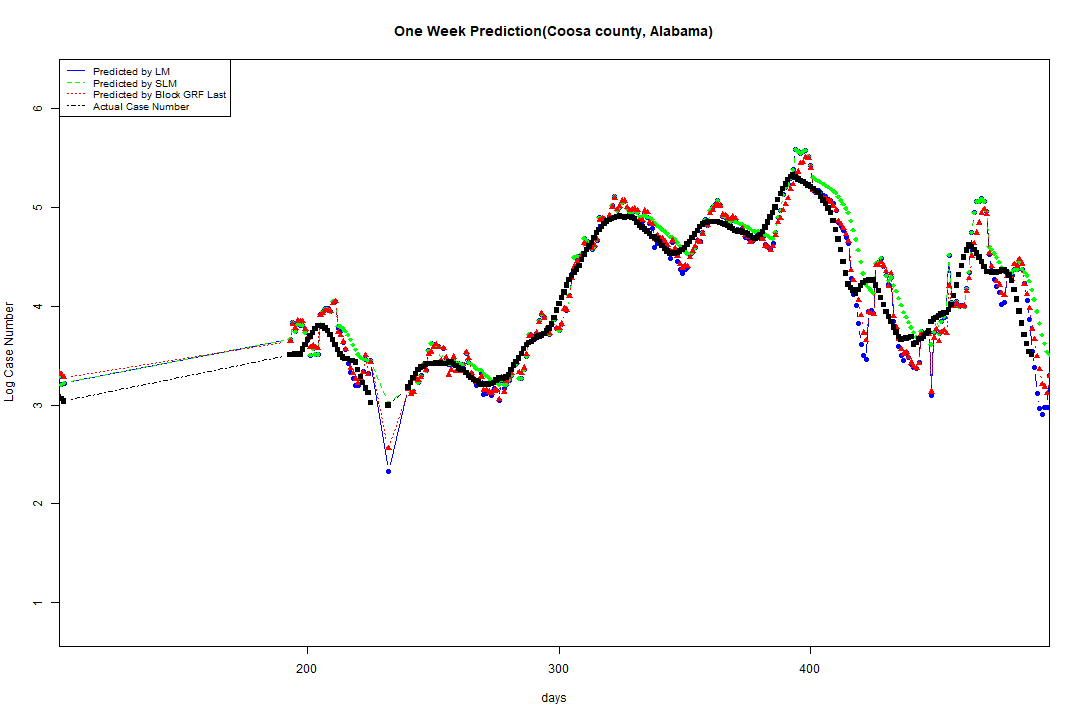 One Week Prediction(Coosa county, Alabama)
Predicted by LM
Predicted by SLM
Predicted by Block GRF Last
Actual Case Number
Log Case Number
6
5
4
3
2
1
200 300 400
days